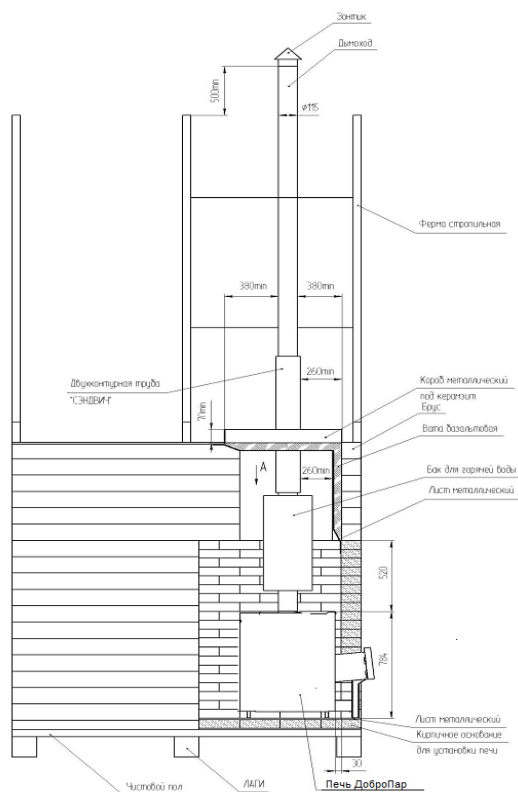 Зонтик
Дымоход
500min
⌀115
Ферма стропильная
380min
380min
Двухконтурная труба
"СЭНДВИЧ"
260min
Короб металлический
под керамзит
70min
Брус
Вата базальтовая
А
260min
Бак для горячей воды
Лист металлический
520
784
Лист металлический
Кирпичное основание
для установки печи
30
Чистовой пол
ЛАГИ
Печь ДоброПар